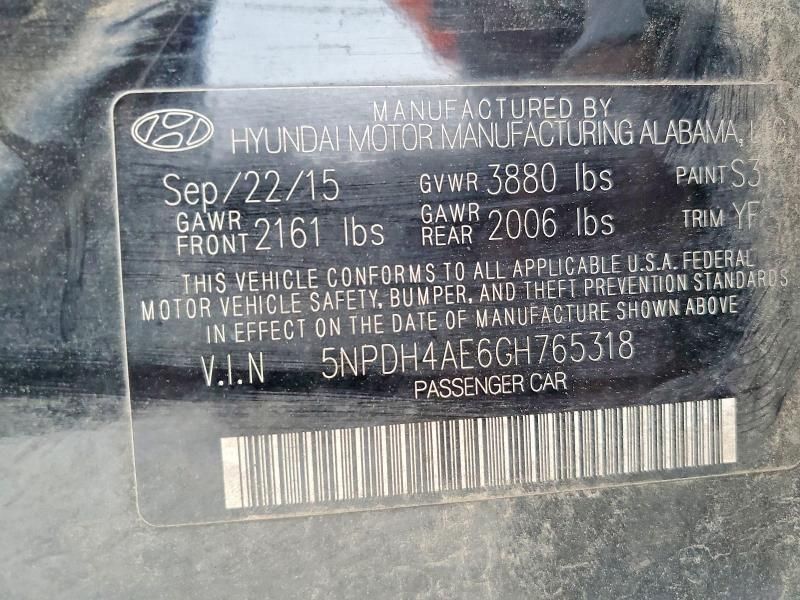 MANUFACTURED BY
HYUNDAI MOTOR MANUFACTURING ALABAMA,
Sep/22/15 GVWR 3880 lbs PAINT S3
GAWR FRONT 2161 lbs GAWR REAR 2006 lbs TRIM YF
THIS VEHICLE CONFORMS TO ALL APPLICABLE U.S.A. FEDERAL
MOTOR VEHICLE SAFETY, BUMPER, AND THEFT PREVENTION STANDARDS
IN EFFECT ON THE DATE OF MANUFACTURE SHOWN ABOVE
V.I.N 5NPDH4AE6GH765318
PASSENGER CAR